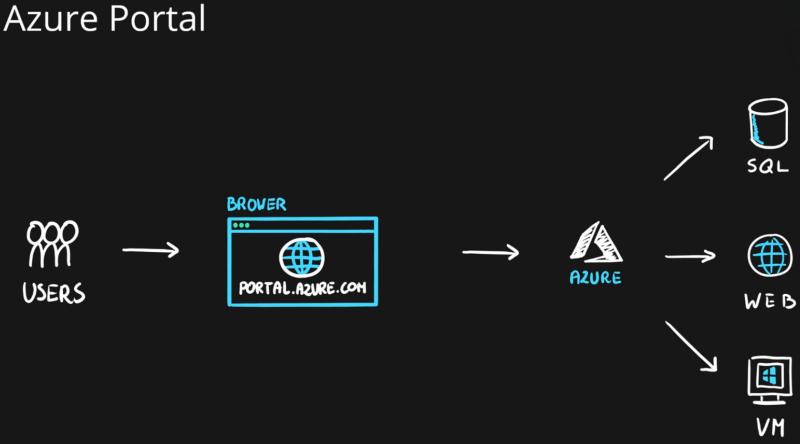 Azure Portal
BROWER
PORTAL.AZURE.COM
USERS
AZURE
SQL
WEB
VM